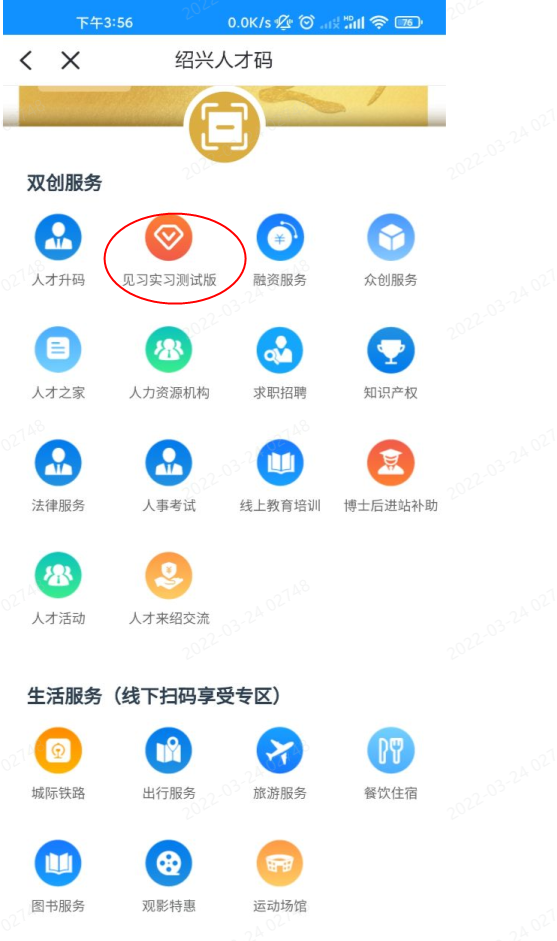 下午3:56 0.0K/s HD 76
绍兴人才码
双创服务
人才升码 见习实习测试版 融资服务 众创服务
人才之家 人力资源机构 求职招聘 知识产权
法律服务 人事考试 线上教育培训 博士后进站补助
人才活动 人才来绍交流
生活服务（线下扫码享受专区）
城际铁路 出行服务 旅游服务 餐饮住宿
图书服务 观影特惠 运动场馆
2022-03-24 02748